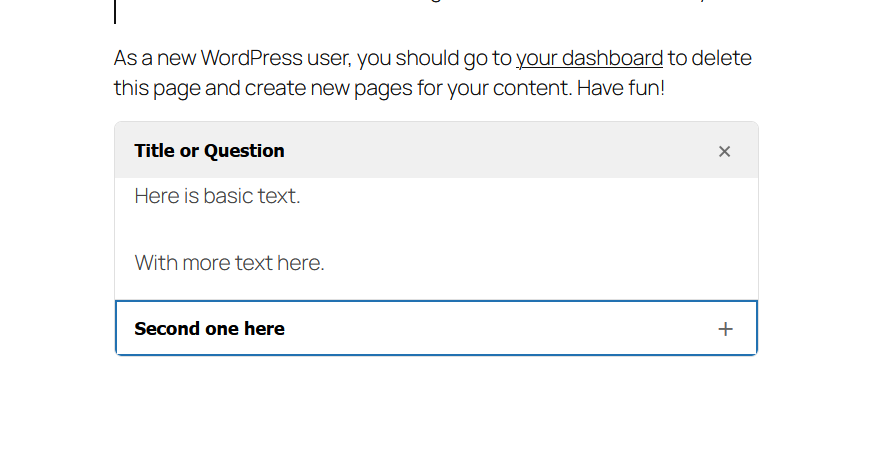 As a new WordPress user, you should go to your dashboard to delete
this page and create new pages for your content. Have fun!
Title or Question
Here is basic text.
With more text here.
Second one here